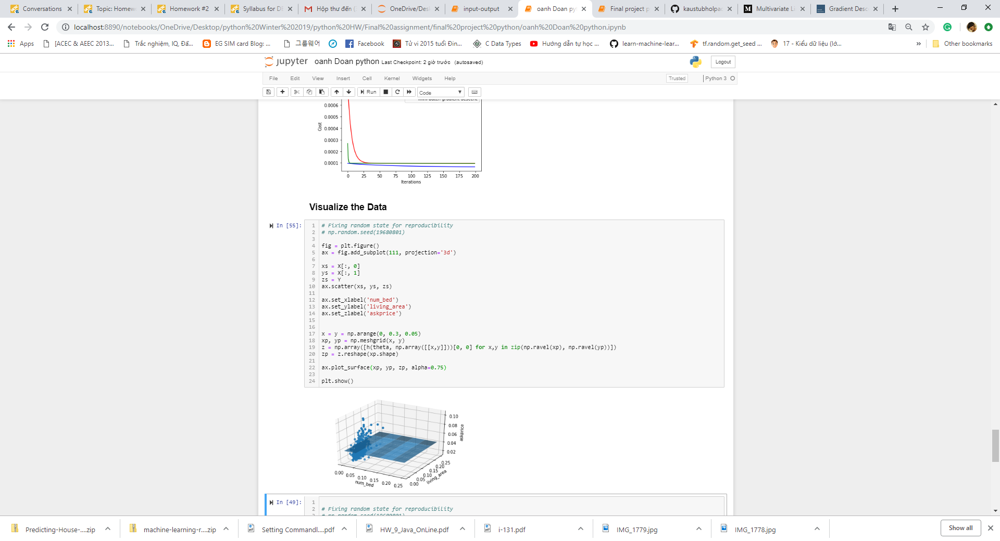 Conversations
Topic: Homew
Homework #2
Syllabus for DE
Hộp thư đến (
OneDrive/Desk
input-output
oanh Doan py
Final project p
kaustubholpad
Multivariate Li
Gradient Desc
localhost:8890/notebooks/OneDrive/Desktop/python%20Winter%202019/python%20HW/Final%20assignment/final%20project%20python/oanh%20Doan%20python.ipynb
Apps
[ACEC & AEEC 2013...
Trắc nghiệm, IQ, Đấ...
EG SIM card Blog: ...
그룹웨어
Facebook
Tử vi 2015 tuổi Đin...
C Data Types
Hướng dẫn tự học ...
learn-machine-lear...
tf.random.get_seed ...
17 - Kiểu dữ liệu (lớ...
»
Other bookmarks
jupyter oanh Doan python Last Checkpoint: 2 giờ trước (autosaved)
Logout
File Edit View Insert Cell Kernel Widgets Help
Trusted
Python 3
Run
Code
Mini-batch gradient descent
0.0006
0.0005
0.0004
0.0003
0.0002
0.0001
Cost
0 25 50 75 100 125 150 175 200
Iterations
Visualize the Data
In [55]:
1 # Fixing random state for reproducibility
2 # np.random.seed(19680801)
3
4 fig = plt.figure()
5 ax = fig.add_subplot(111, projection='3d')
6
7 xs = X[:, 0]
8 ys = X[:, 1]
9 zs = Y
10 ax.scatter(xs, ys, zs)
11
12 ax.set_xlabel('num_bed')
13 ax.set_ylabel('living_area')
14 ax.set_zlabel('askprice')
15
16
17 x = y = np.arange(0, 0.3, 0.05)
18 xp, yp = np.meshgrid(x, y)
19 z = np.array([h(theta, np.array([[x,y]]))[0, 0] for x,y in zip(np.ravel(xp), np.ravel(yp))])
20 zp = z.reshape(xp.shape)
21
22 ax.plot_surface(xp, yp, zp, alpha=0.75)
23
24 plt.show()
0.10
0.08
0.06
0.04
0.02
askprice
0.00 0.05 0.10 0.15 0.20 0.25
num_bed
0.00 0.05 0.10 0.15 0.20 0.25
living_area
In [49]:
1
2 # Fixing random state for reproducibility
3 # np.random.seed(19680801)
Predicting-House-....zip
machine-learning-r....zip
Setting Commandl....pdf
HW_9_Java_OnLine.pdf
i-131.pdf
IMG_1779.jpg
IMG_1778.jpg
Show all